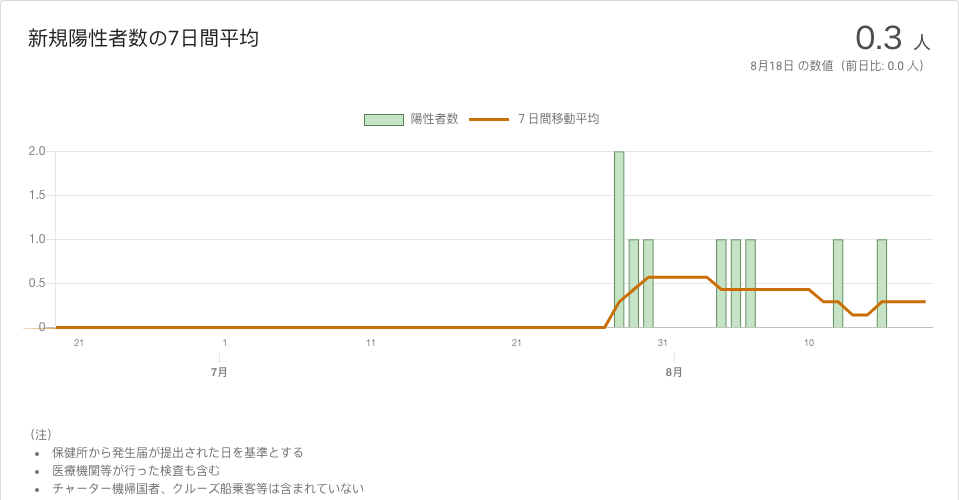 新規陽性者数の7日間平均
0.3 人
8月18日 の数値（前日比: 0.0 人）
陽性者数
7 日間移動平均
2.0
1.5
1.0
0.5
0
21 1 11 21 31 10
7月 8月
（注）
• 保健所から発生届が提出された日を基準とする
• 医療機関等が行った検査も含む
• チャーター機帰国者、クルーズ船乗客等は含まれていない